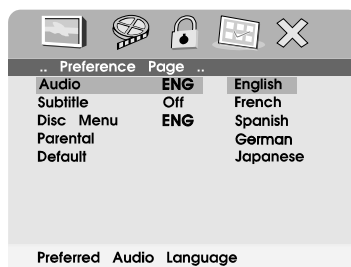 .. Preference Page ..
Audio ENG English
Subtitle Off French
Disc Menu ENG Spanish
Parental German
Default Japanese
Preferred Audio Language